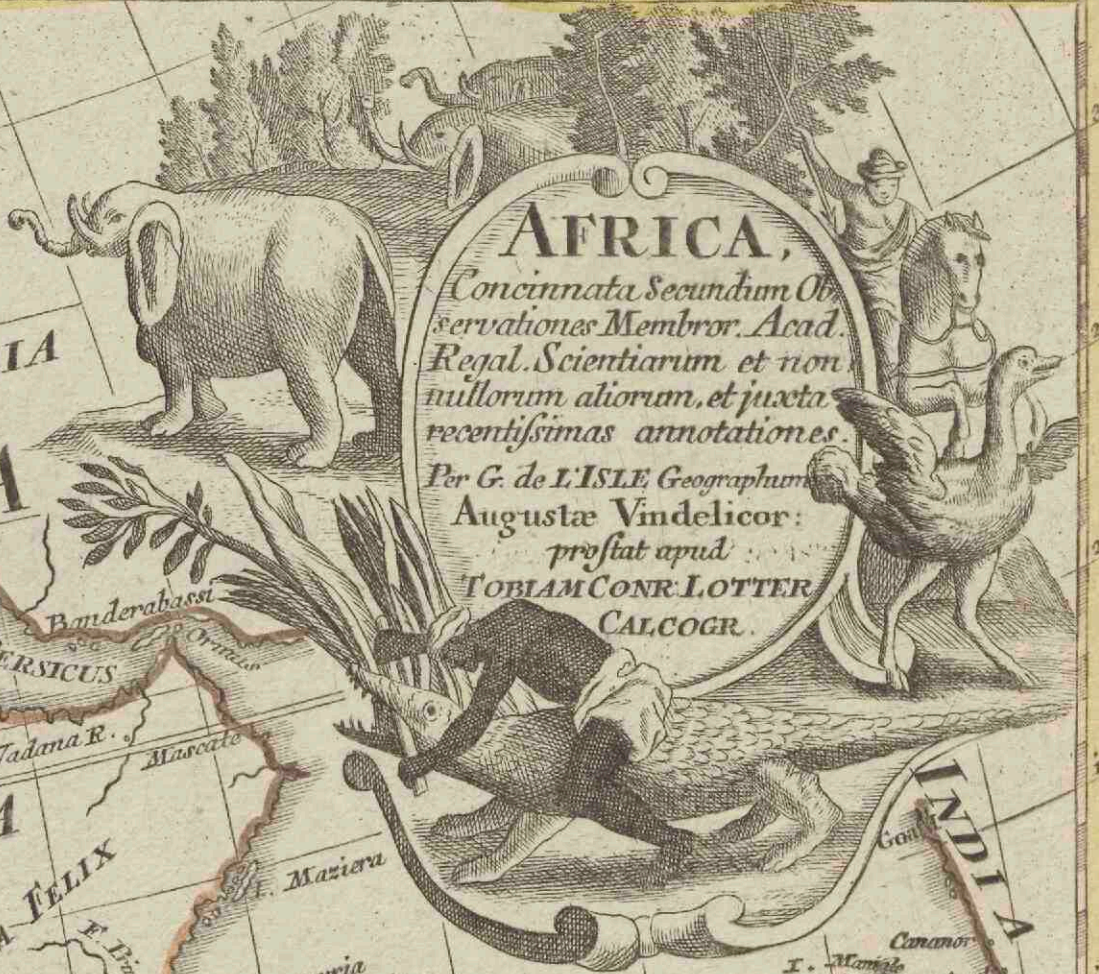 AFRICA,
Concinnata Secundum Ob
servationes Membror. Acad.
Regal. Scientiarum et non
nullorum aliorum, et juxta
recentiſsimas annotationes.
Per G. de L'ISLE Geographum
Augustæ Vindelicor:
proſtat apud
TOBIAM CONR. LOTTER
CALCOGR.
IA
A
Banderabassi
Ormus
ERSICUS
Vadana R.
Mascate
A
FELIX
A
I. Maziera
INDIA
Goa
Cananor
I.